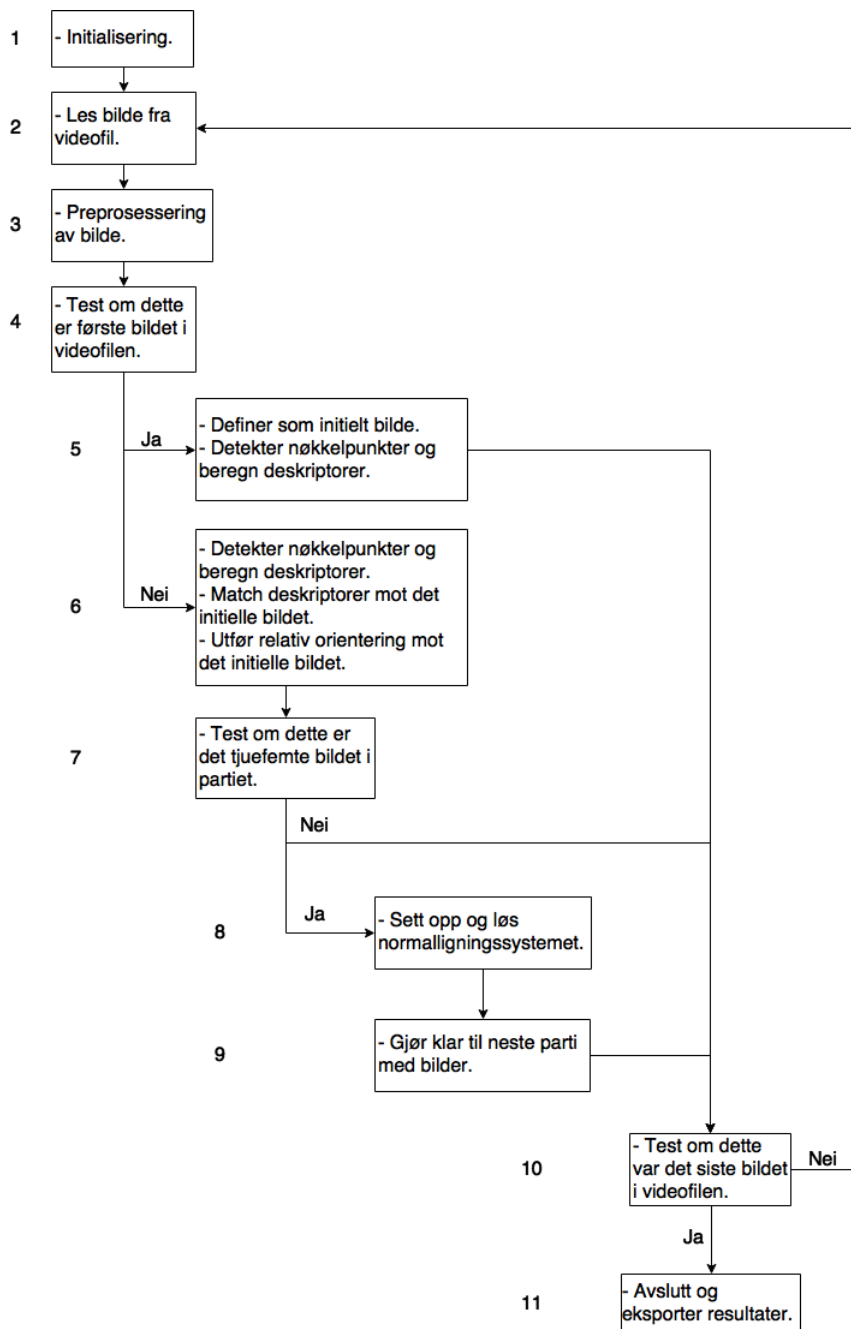 1
- Initialisering.
2
- Les bilde fra
videofil.
3
- Preprosessering
av bilde.
4
- Test om dette
er første bildet i
videofilen.
5
Ja
- Definer som initielt bilde.
- Detekter nøkkelpunkter og
beregn deskriptorer.
6
Nei
- Detekter nøkkelpunkter og
beregn deskriptorer.
- Match deskriptorer mot det
initielle bildet.
- Utfør relativ orientering mot
det initielle bildet.
7
- Test om dette er
det tjuefemte bildet i
partiet.
Nei
8
Ja
- Sett opp og løs
normalligningssystemet.
9
- Gjør klar til neste parti
med bilder.
10
- Test om dette
var det siste bildet
i videofilen.
Nei
Ja
11
- Avslutt og
eksporter resultater.